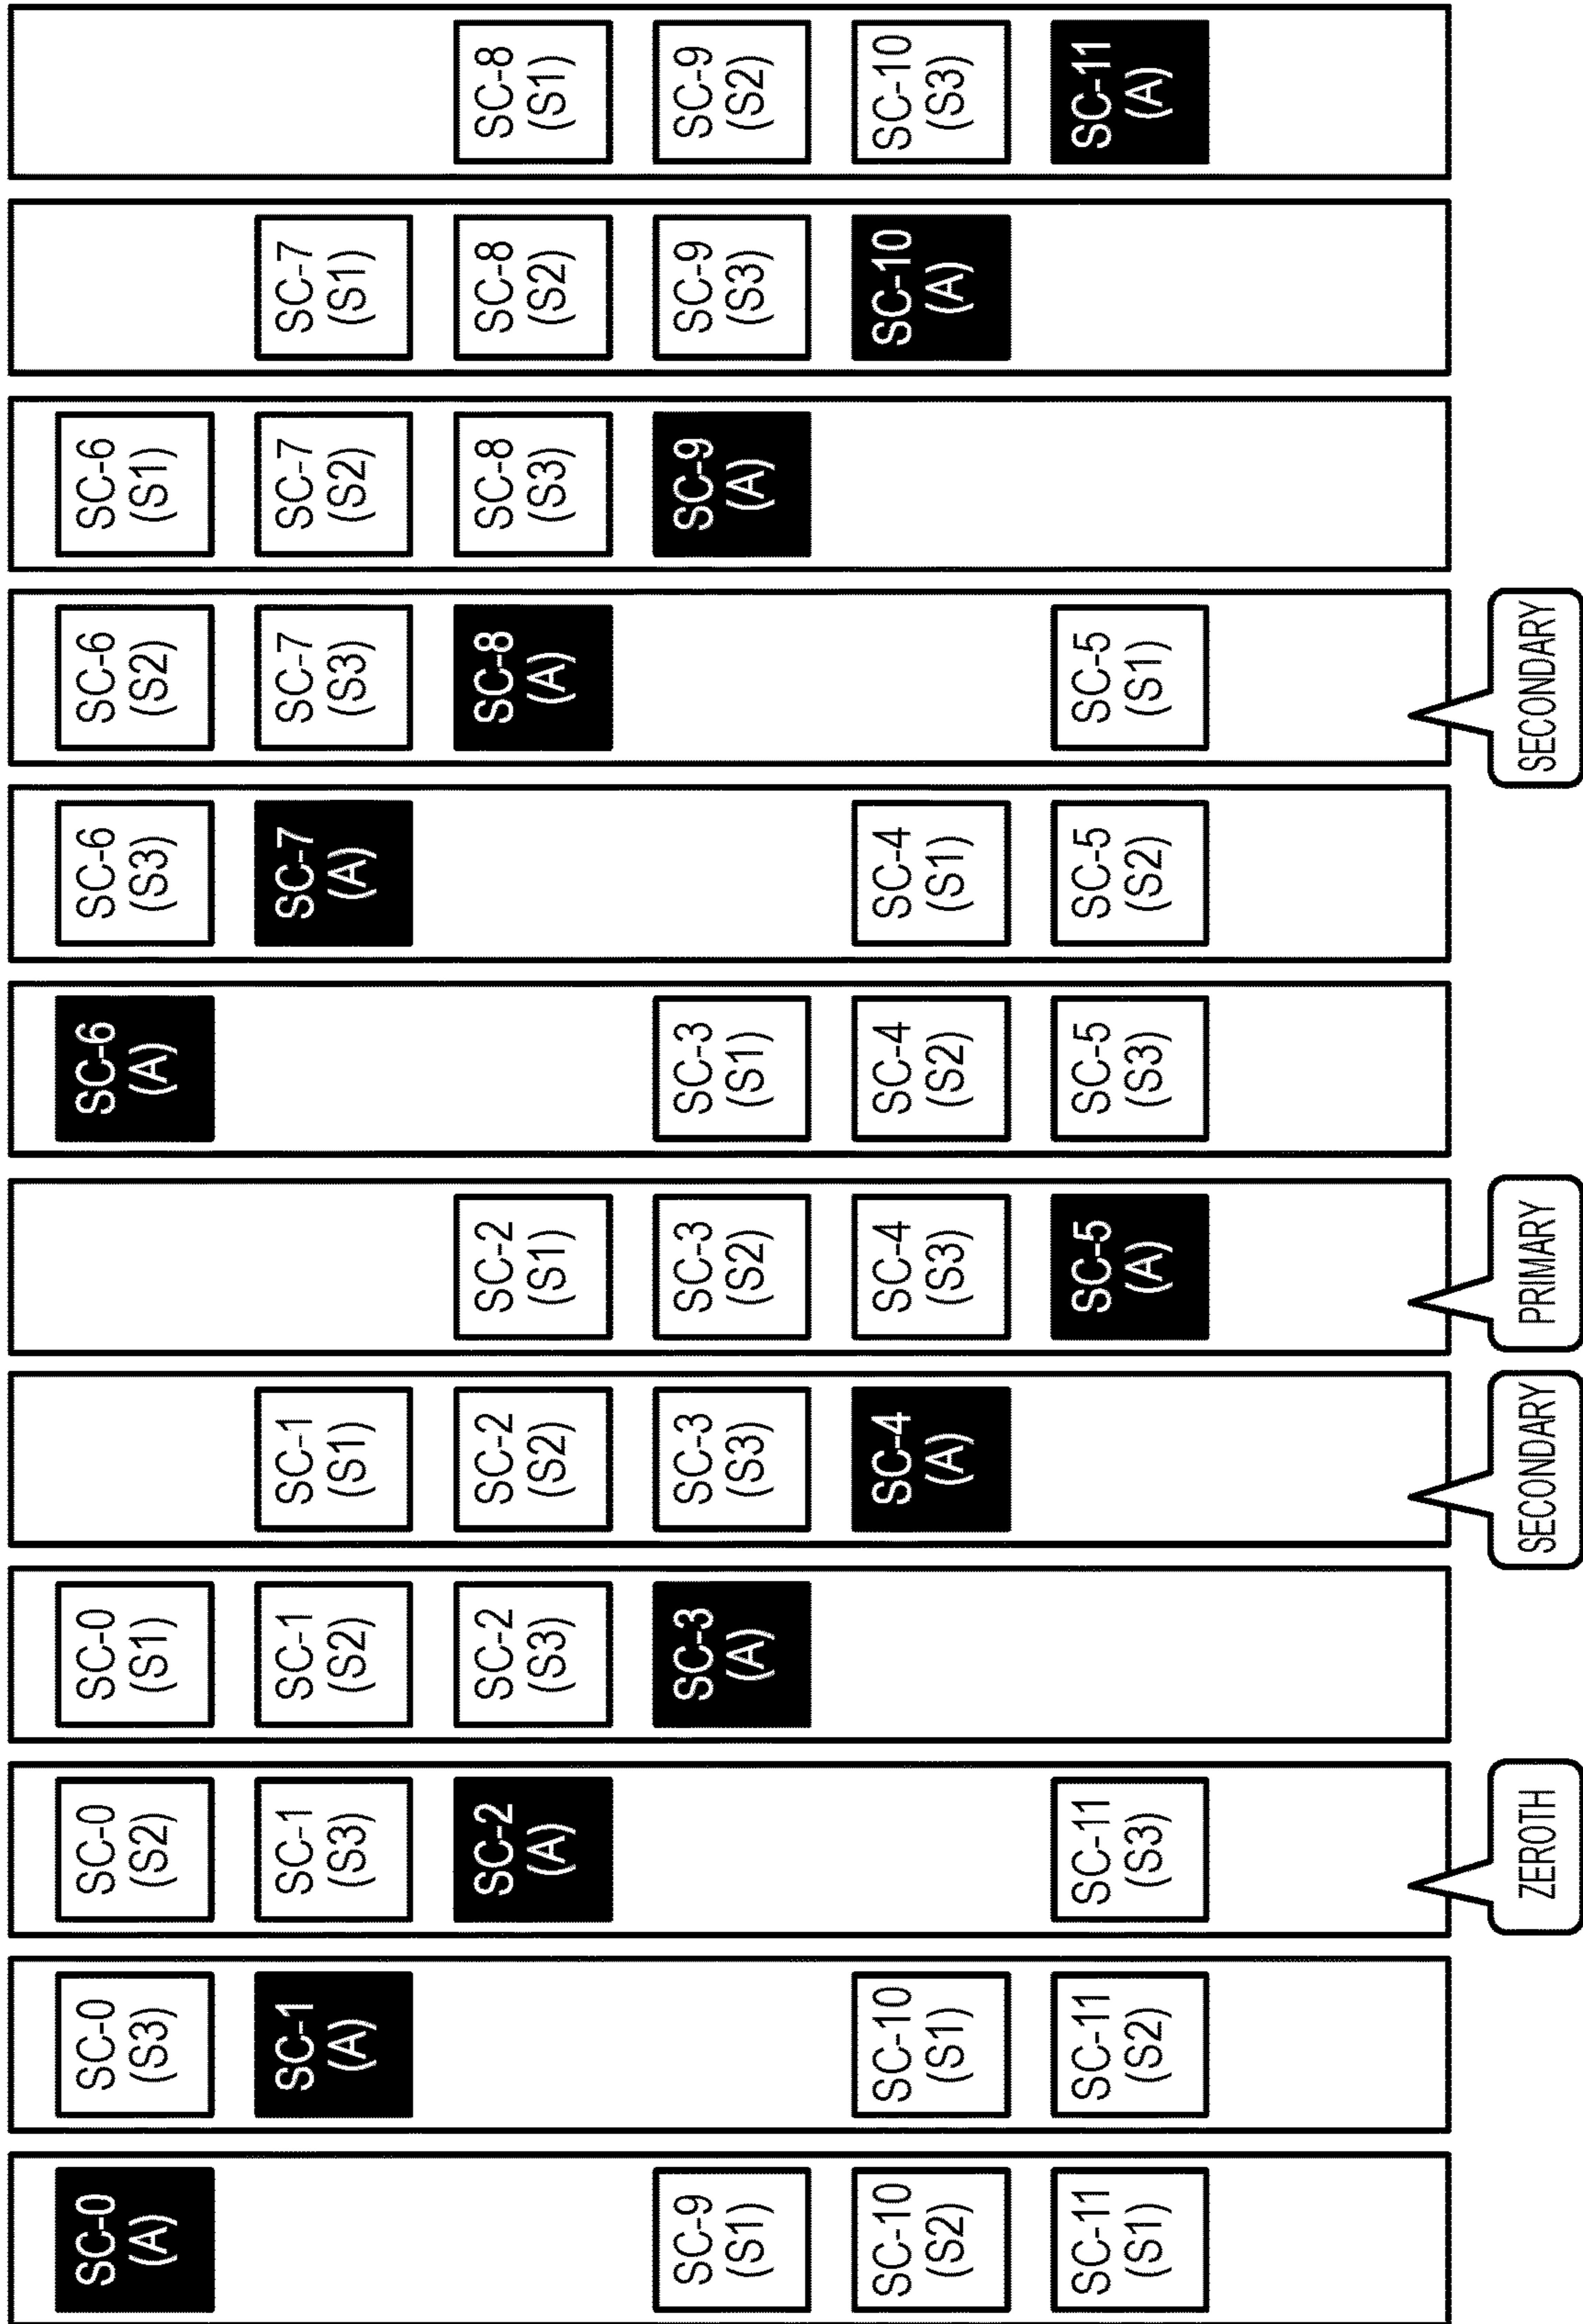 SC-0
(A)
SC-9
(S1)
SC-10
(S2)
SC-11
(S1)
SC-0
(S3)
SC-1
(A)
SC-10
(S1)
SC-11
(S2)
SC-0
(S2)
SC-1
(S3)
SC-2
(A)
SC-11
(S3)
ZEROTH
SC-0
(S1)
SC-1
(S2)
SC-2
(S3)
SC-3
(A)
SC-1
(S1)
SC-2
(S2)
SC-3
(S3)
SC-4
(A)
SECONDARY
SC-2
(S1)
SC-3
(S2)
SC-4
(S3)
SC-5
(A)
PRIMARY
SC-6
(A)
SC-3
(S1)
SC-4
(S2)
SC-5
(S3)
SC-6
(S3)
SC-7
(A)
SC-4
(S1)
SC-5
(S2)
SC-6
(S2)
SC-7
(S3)
SC-8
(A)
SC-5
(S1)
SECONDARY
SC-6
(S1)
SC-7
(S2)
SC-8
(S3)
SC-9
(A)
SC-7
(S1)
SC-8
(S2)
SC-9
(S3)
SC-10
(A)
SC-8
(S1)
SC-9
(S2)
SC-10
(S3)
SC-11
(A)